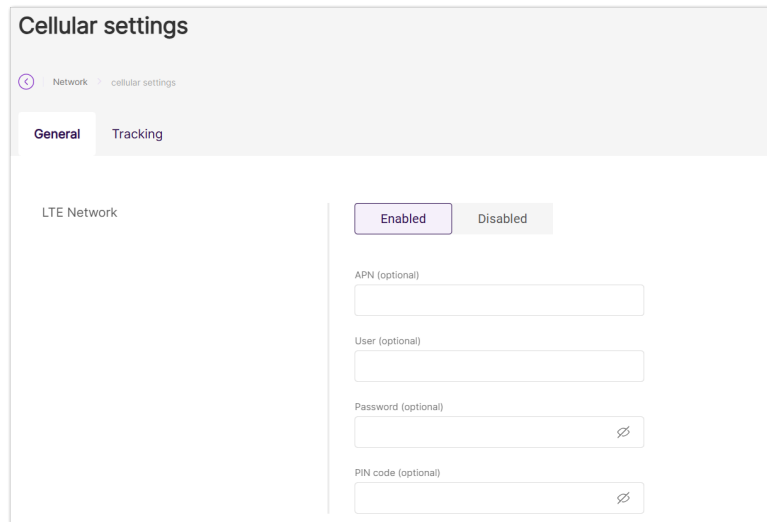 Cellular settings
Network > cellular settings
General Tracking
LTE Network
Enabled Disabled
APN (optional)
User (optional)
Password (optional)
PIN code (optional)